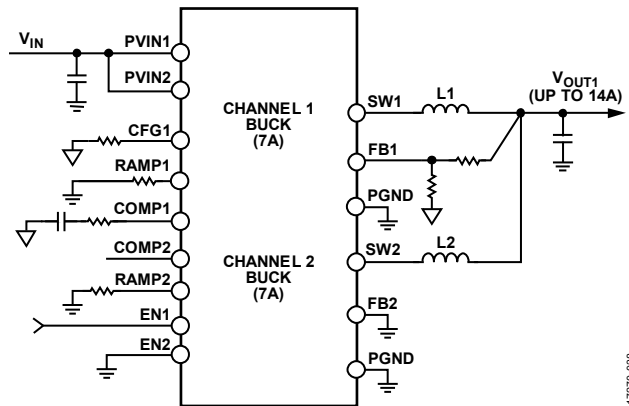 VIN
PVIN1
PVIN2
CFG1
RAMP1
COMP1
COMP2
RAMP2
EN1
EN2
CHANNEL 1
BUCK
(7A)
CHANNEL 2
BUCK
(7A)
SW1
FB1
PGND
SW2
FB2
PGND
L1
L2
VOUT1
(UP TO 14A)